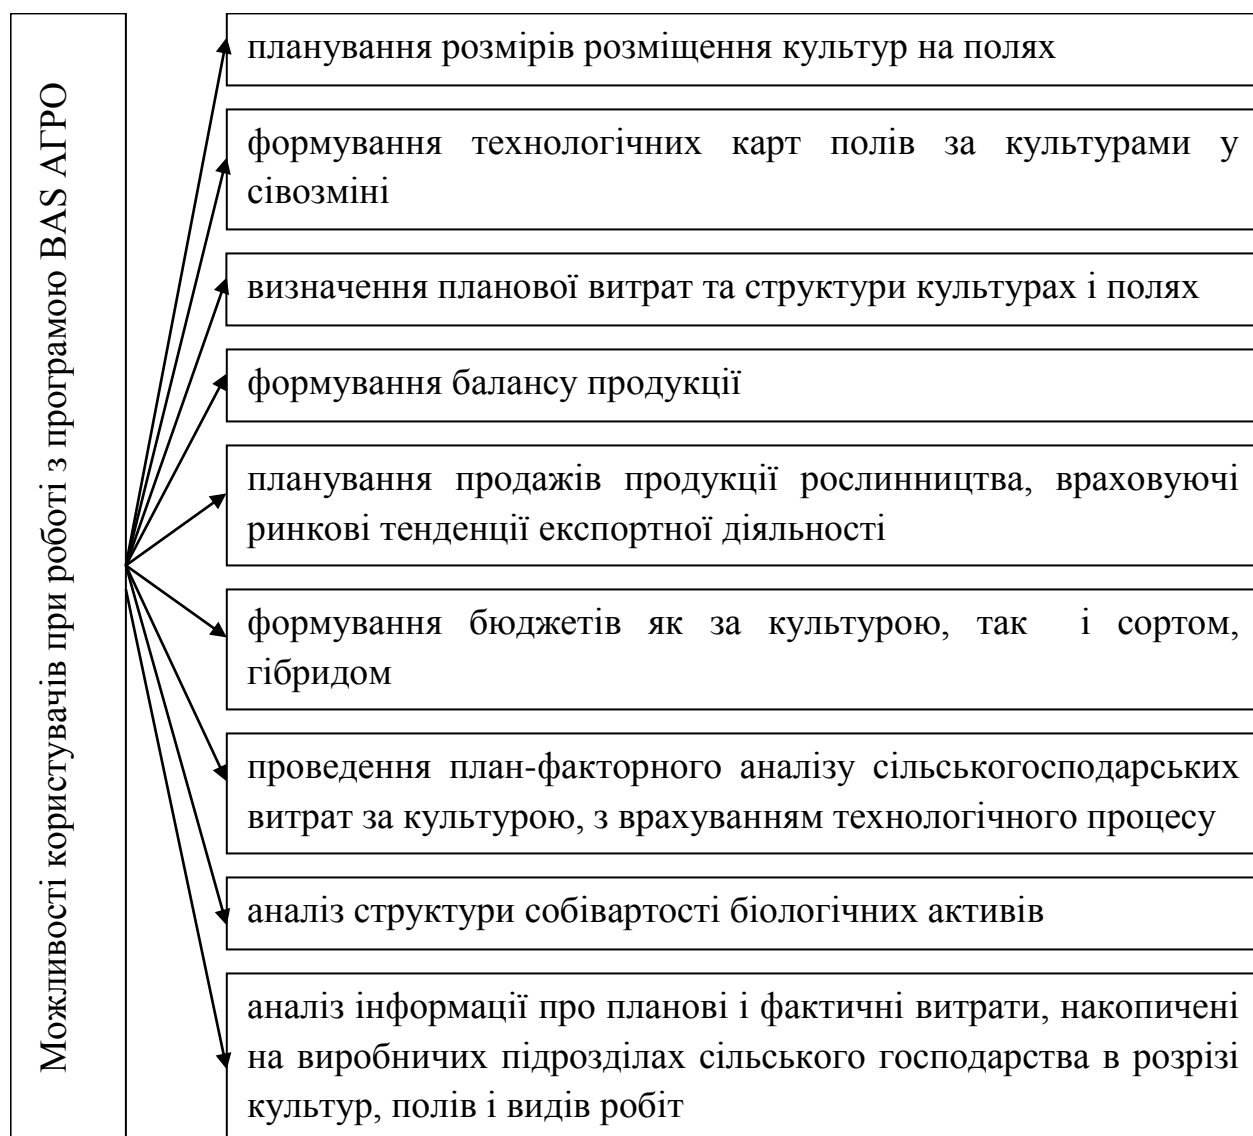 Можливості користувачів при роботі з програмою BAS АГРО
планування розмірів розміщення культур на полях
формування технологічних карт полів за культурами у
сівозміні
визначення планової витрат та структури культурах і полях
формування балансу продукції
планування продажів продукції рослинництва, враховуючі
ринкові тенденції експортної діяльності
формування бюджетів як за культурою, так і сортом,
гібридом
проведення план-факторного аналізу сільськогосподарських
витрат за культурою, з врахуванням технологічного процесу
аналіз структури собівартості біологічних активів
аналіз інформації про планові і фактичні витрати, накопичені
на виробничих підрозділах сільського господарства в розрізі
культур, полів і видів робіт